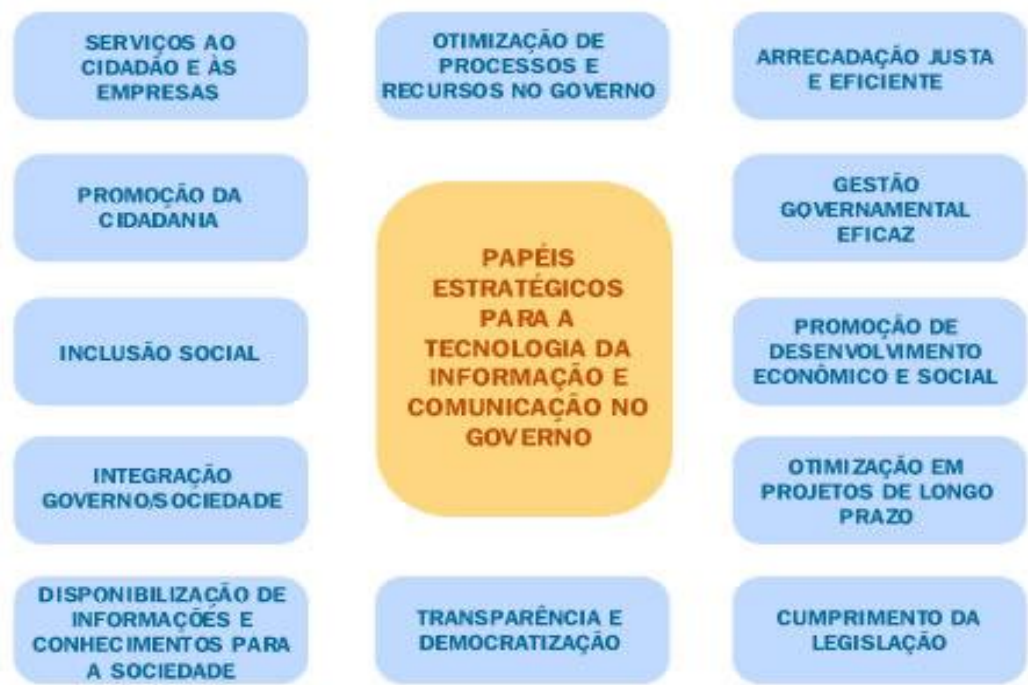 SERVIÇOS AO
CIDADÃO E ÀS
EMPRESAS
OTIMIZAÇÃO DE
PROCESSOS E
RECURSOS NO GOVERNO
ARRECADAÇÃO JUSTA
E EFICIENTE
PROMOÇÃO DA
CIDADANIA
GESTÃO
GOVERNAMENTAL
EFICAZ
PAPÉIS
ESTRATÉGICOS
PARA A
TECNOLOGIA DA
INFORMAÇÃO E
COMUNICAÇÃO NO
GOVERNO
INCLUSÃO SOCIAL
PROMOÇÃO DE
DESENVOLVIMENTO
ECONÔMICO E SOCIAL
INTEGRAÇÃO
GOVERNO/SOCIEDADE
OTIMIZAÇÃO EM
PROJETOS DE LONGO
PRAZO
DISPONIBILIZAÇÃO DE
INFORMAÇÕES E
CONHECIMENTOS PARA
A SOCIEDADE
TRANSPARÊNCIA E
DEMOCRATIZAÇÃO
CUMPRIMENTO DA
LEGISLAÇÃO